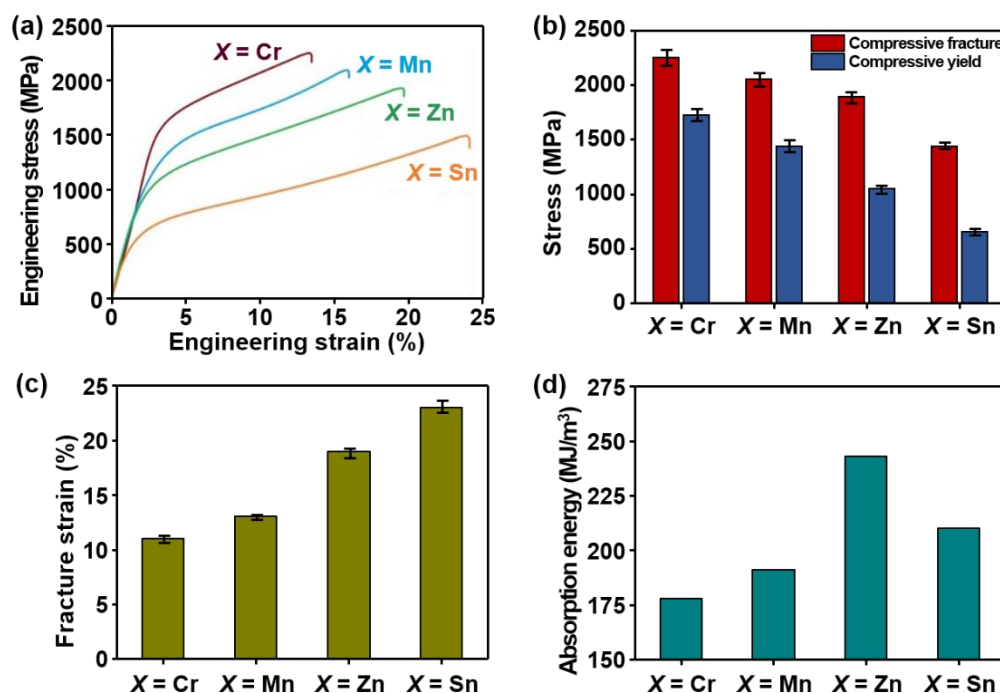 (a)
Engineering stress (MPa)
2500
2000
1500
1000
500
0
X = Cr
X = Mn
X = Zn
X = Sn
0 5 10 15 20 25
Engineering strain (%)
(b)
Stress (MPa)
2500
2000
1500
1000
500
0
Compressive fracture
Compressive yield
X = Cr X = Mn X = Zn X = Sn
(c)
Fracture strain (%)
25
20
15
10
5
0
X = Cr X = Mn X = Zn X = Sn
(d)
Absorption energy (MJ/m³)
275
250
225
200
175
150
X = Cr X = Mn X = Zn X = Sn